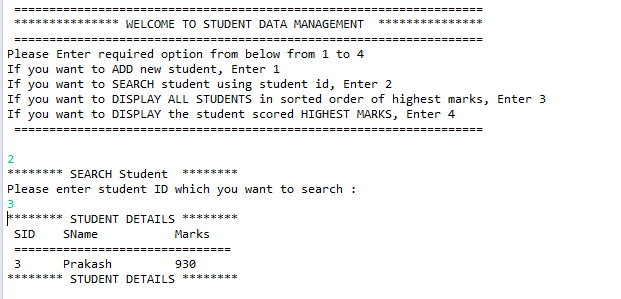 ====================================================================
*************** WELCOME TO STUDENT DATA MANAGEMENT  ***************
====================================================================
Please Enter required option from below from 1 to 4
If you want to ADD new student, Enter 1
If you want to SEARCH student using student id, Enter 2
If you want to DISPLAY ALL STUDENTS in sorted order of highest marks, Enter 3
If you want to DISPLAY the student scored HIGHEST MARKS, Enter 4
====================================================================
2
******** SEARCH Student  ********
Please enter student ID which you want to search :
3
******** STUDENT DETAILS ********
SID    SName           Marks
===============================
3      Prakash         930
******** STUDENT DETAILS ********